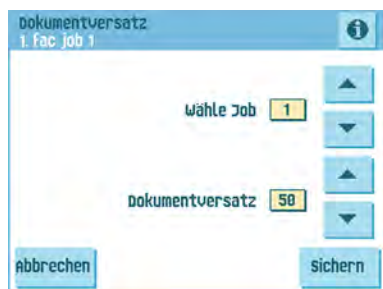 Dokumentversatz
1. Fac job 1
Wähle Job 1
Dokumentversatz 50
Abbrechen
Sichern